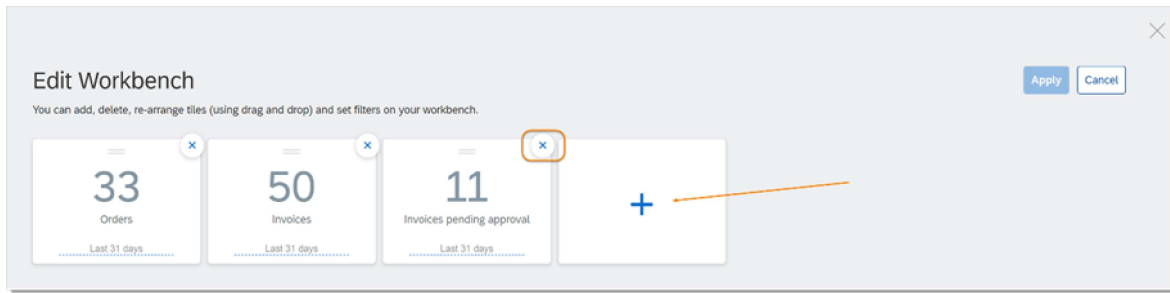 Edit Workbench
Apply
Cancel
You can add, delete, re-arrange tiles (using drag and drop) and set filters on your workbench.
33
Orders
Last 31 days
50
Invoices
Last 31 days
11
Invoices pending approval
Last 31 days